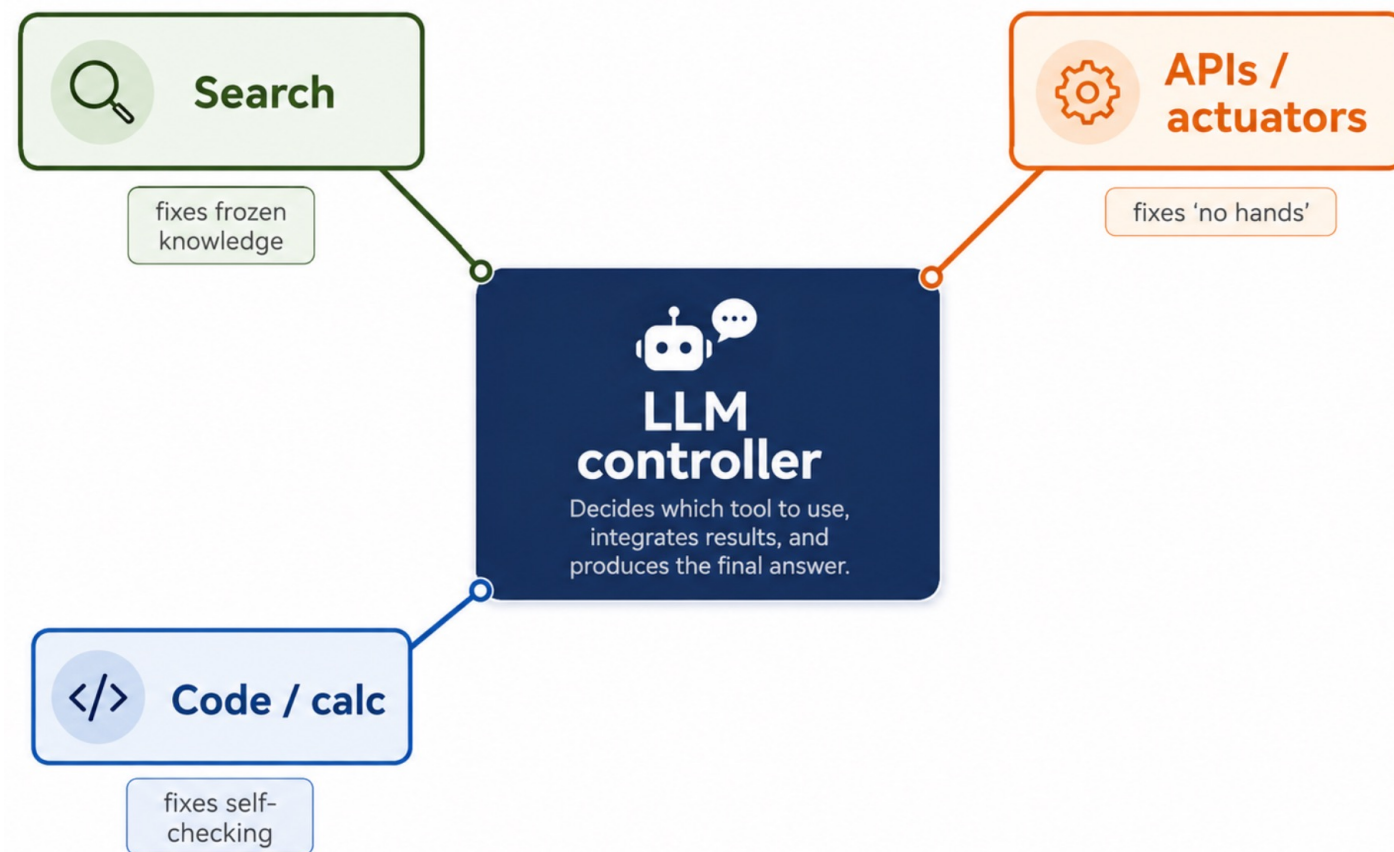 Search
fixes frozen
knowledge
APIs /
actuators
fixes ‘no hands’
LLM
controller
Decides which tool to use,
integrates results, and
produces the final answer.
</> Code / calc
fixes self-
checking